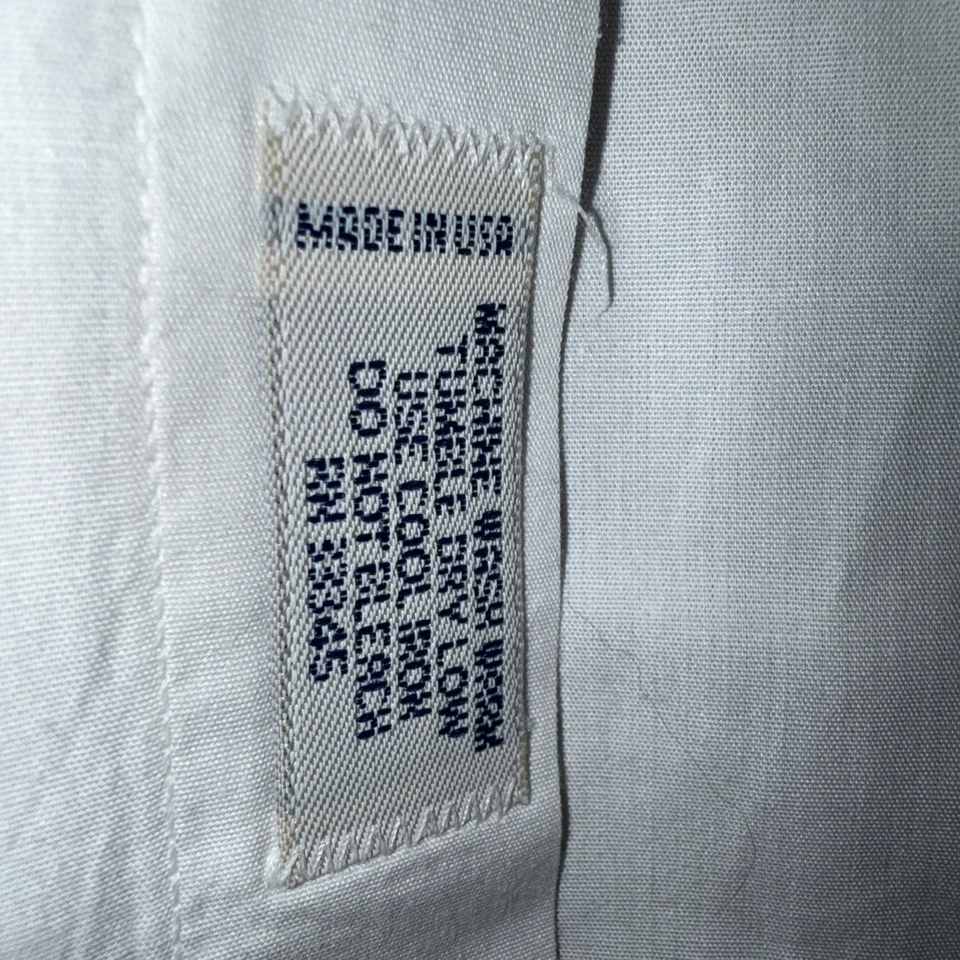 MADE IN USA
MACHINE WASH WARM
TUMBLE DRY LOW
USE COOL IRON
DO NOT BLEACH
RN 33345